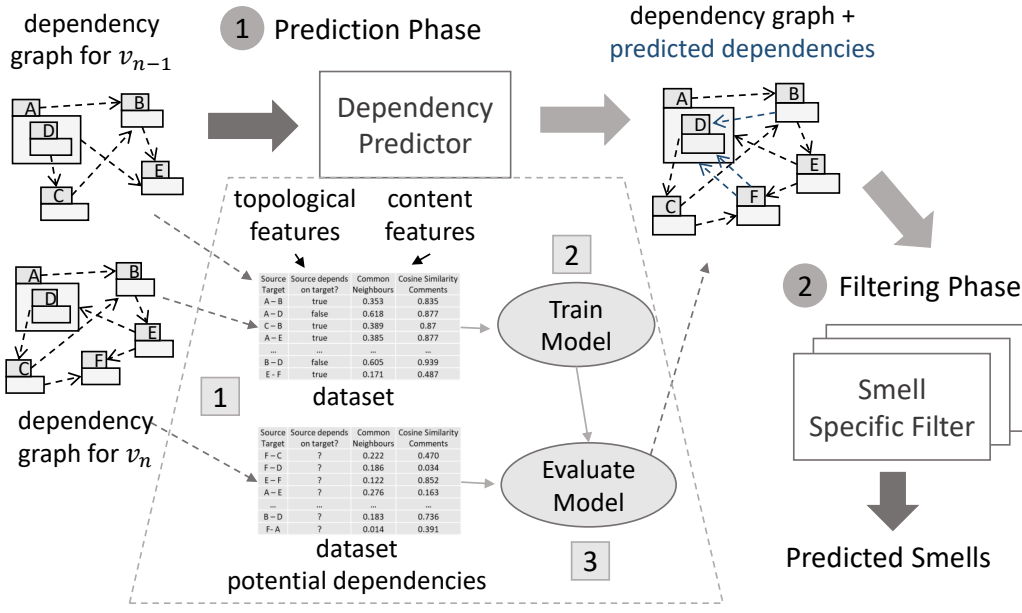 dependency
graph for vₙ₋₁
1 Prediction Phase
dependency graph +
predicted dependencies
Dependency
Predictor
A
B
D
E
C
A
B
D
E
F
C
topological
features
content
features
A
B
D
E
F
C
dependency
graph for vₙ
1
Source Target | Source depends on target? | Common Neighbours | Cosine Similarity Comments
A – B true 0.353 0.835
A – D false 0.618 0.877
C – B true 0.389 0.87
A – E true 0.385 0.877
... ... ... ...
B – D false 0.605 0.939
E - F true 0.171 0.487
dataset
2
Train
Model
Source Target | Source depends on target? | Common Neighbours | Cosine Similarity Comments
F – C ? 0.222 0.470
F – D ? 0.186 0.034
E – F ? 0.122 0.852
A – E ? 0.276 0.163
... ... ... ...
B – D ? 0.183 0.736
F- A ? 0.014 0.391
dataset
potential dependencies
Evaluate
Model
3
2 Filtering Phase
Smell
Specific Filter
Predicted Smells